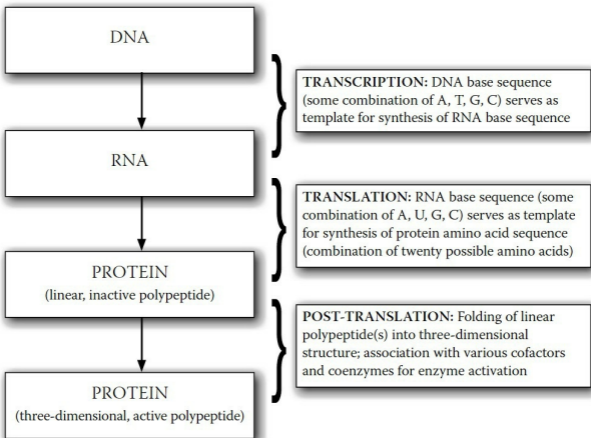 DNA
TRANSCRIPTION: DNA base sequence
(some combination of A, T, G, C) serves as
template for synthesis of RNA base sequence
RNA
TRANSLATION: RNA base sequence (some
combination of A, U, G, C) serves as template
for synthesis of protein amino acid sequence
(combination of twenty possible amino acids)
PROTEIN
(linear, inactive polypeptide)
POST-TRANSLATION: Folding of linear
polypeptide(s) into three-dimensional
structure; association with various cofactors
and coenzymes for enzyme activation
PROTEIN
(three-dimensional, active polypeptide)